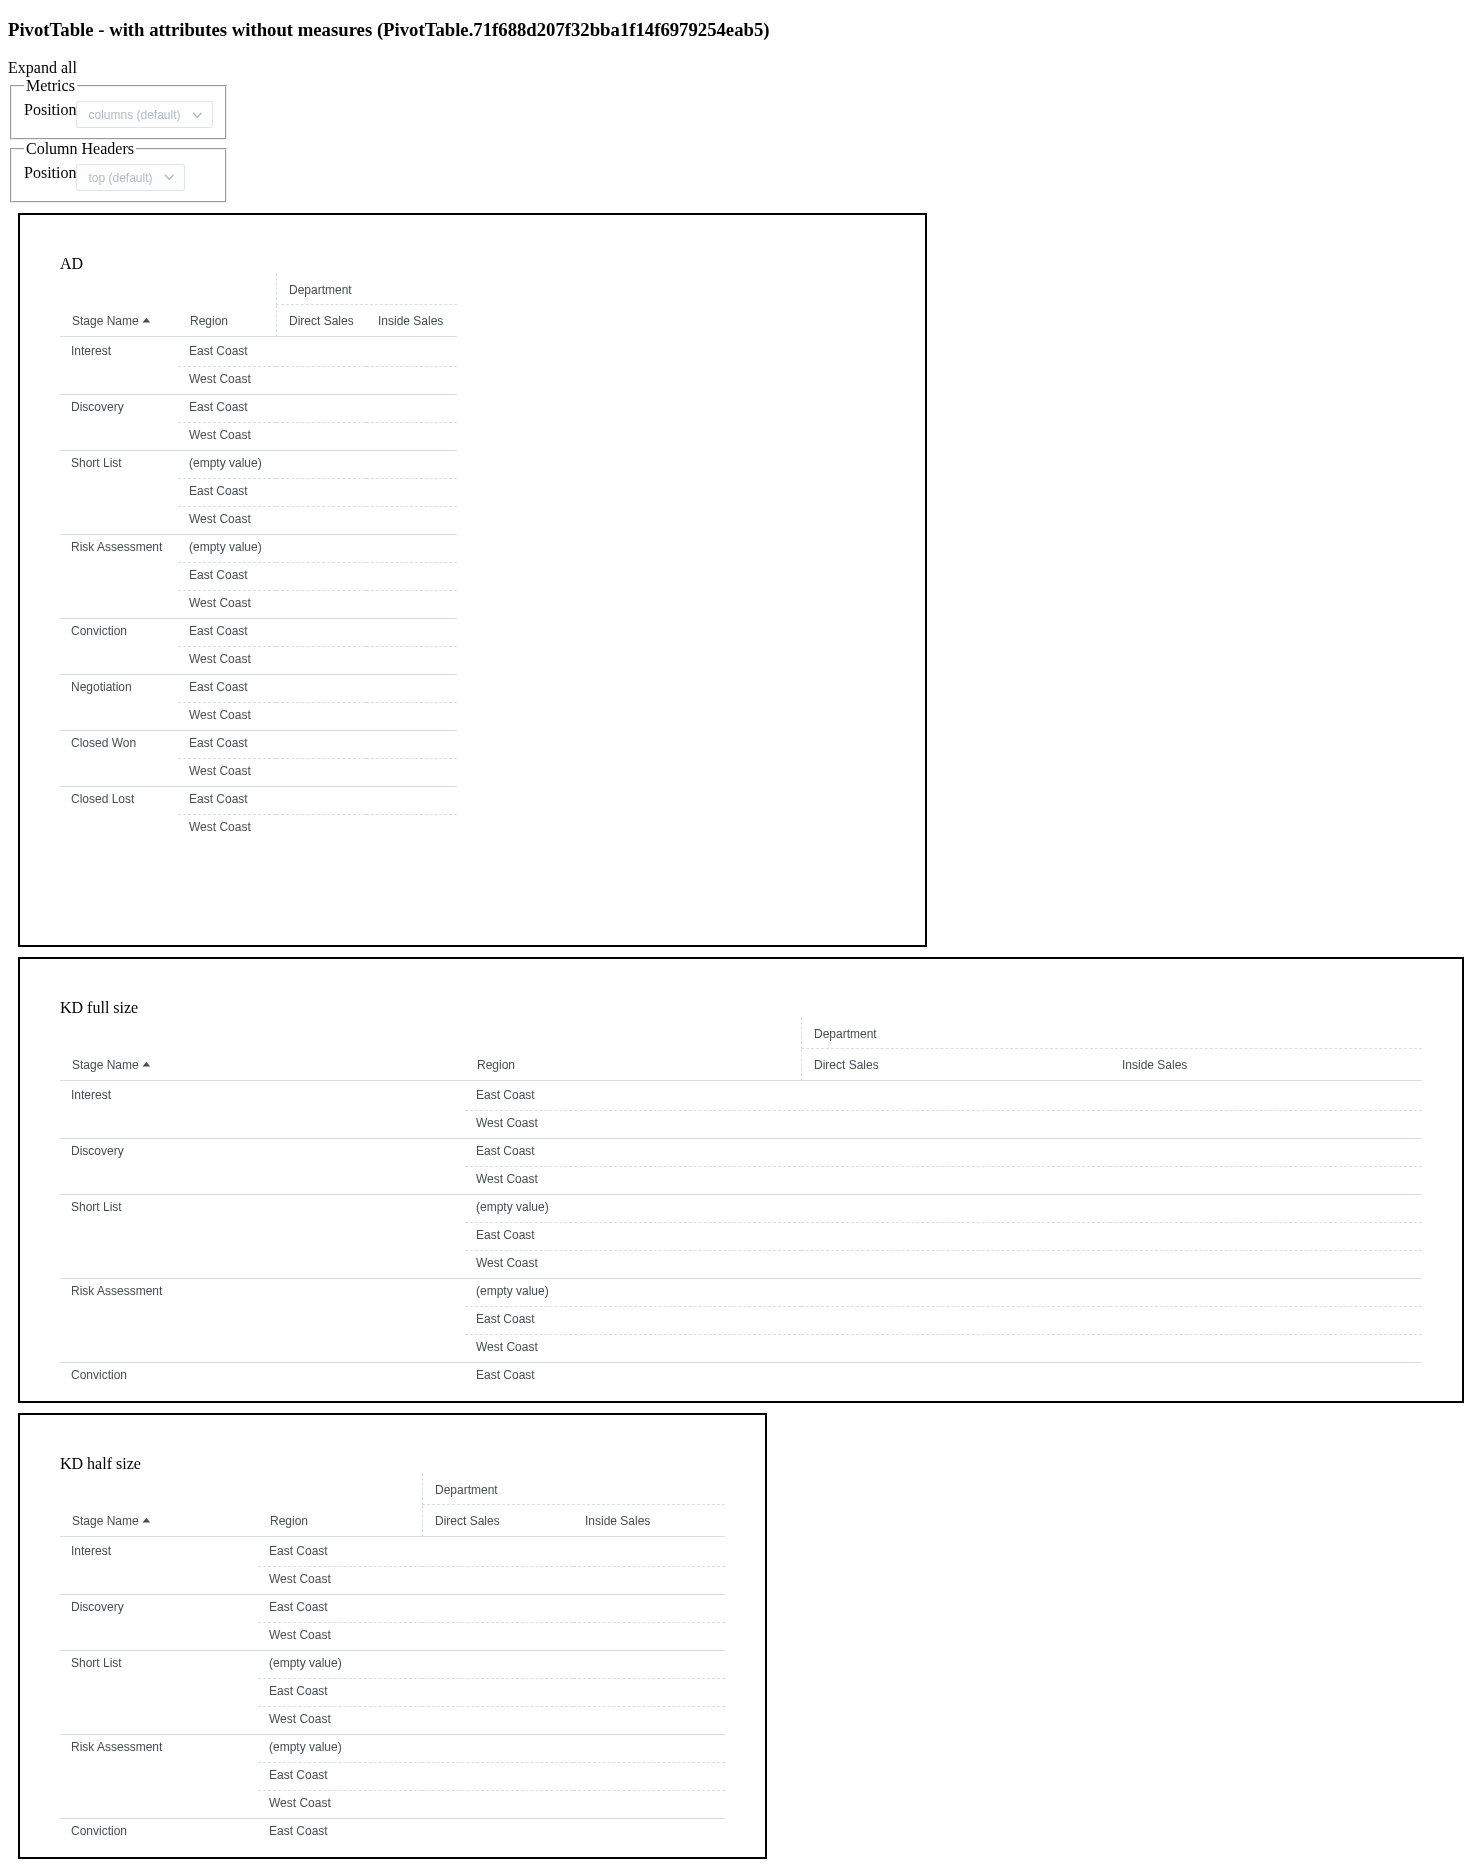 PivotTable - with attributes without measures (PivotTable.71f688d207f32bba1f14f6979254eab5)
Expand all
Metrics
Position columns (default)
Column Headers
Position top (default)
AD
Department
Stage Name Region Direct Sales Inside Sales
Interest East Coast
West Coast
Discovery East Coast
West Coast
Short List (empty value)
East Coast
West Coast
Risk Assessment (empty value)
East Coast
West Coast
Conviction East Coast
West Coast
Negotiation East Coast
West Coast
Closed Won East Coast
West Coast
Closed Lost East Coast
West Coast
KD full size
Department
Stage Name Region Direct Sales Inside Sales
Interest East Coast
West Coast
Discovery East Coast
West Coast
Short List (empty value)
East Coast
West Coast
Risk Assessment (empty value)
East Coast
West Coast
Conviction East Coast
KD half size
Department
Stage Name Region Direct Sales Inside Sales
Interest East Coast
West Coast
Discovery East Coast
West Coast
Short List (empty value)
East Coast
West Coast
Risk Assessment (empty value)
East Coast
West Coast
Conviction East Coast